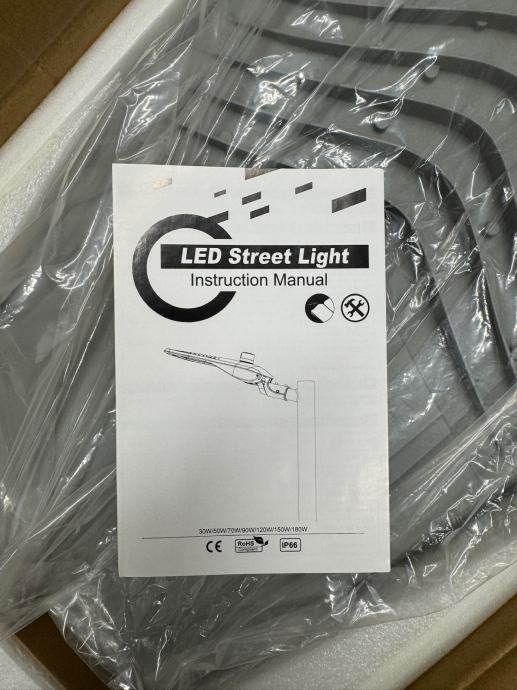 LED Street Light
Instruction Manual
30W/50W/70W/90W/120W/150W/180W
CE RoHS IP66
Compliant